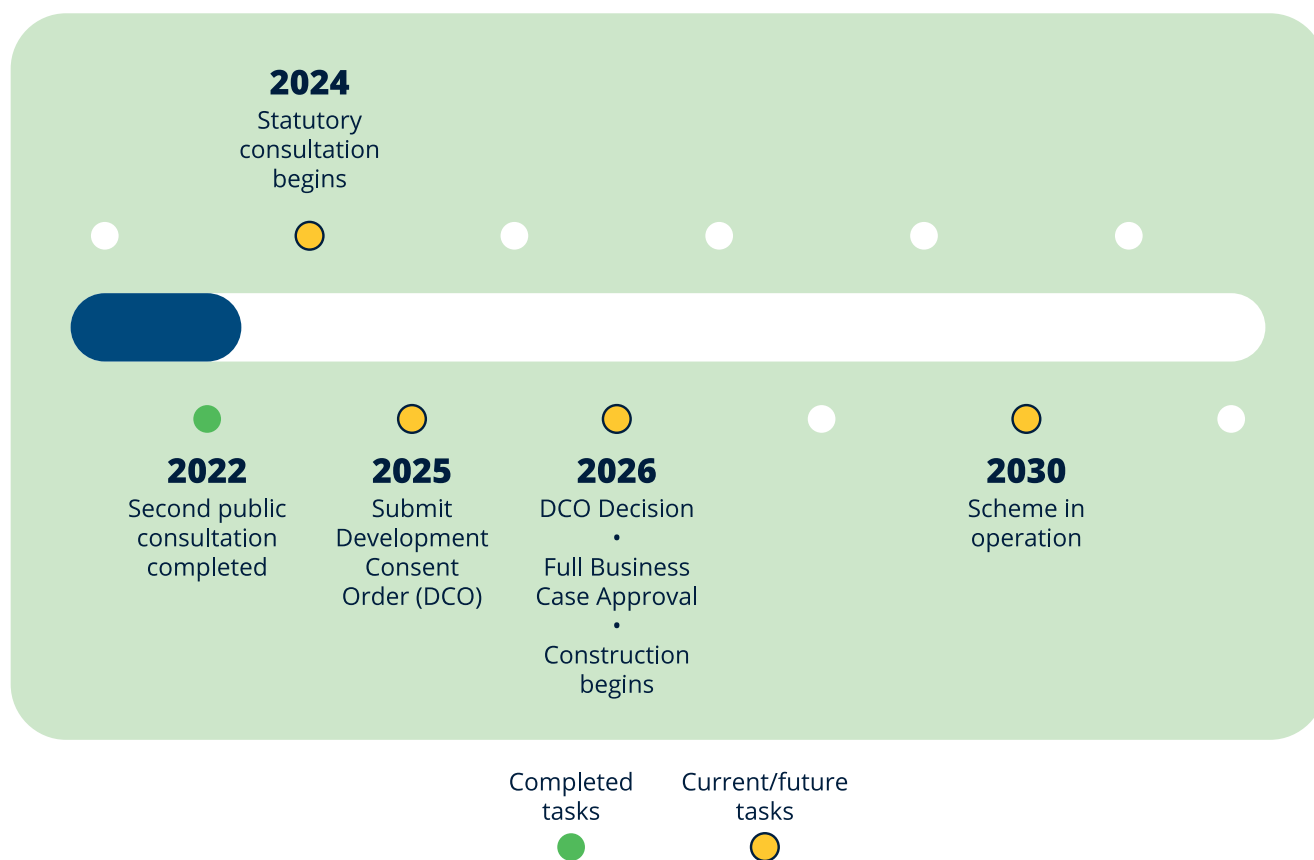 2024
Statutory
consultation
begins
2022
Second public
consultation
completed
2025
Submit
Development
Consent
Order (DCO)
2026
DCO Decision
•
Full Business
Case Approval
•
Construction
begins
2030
Scheme in
operation
Completed
tasks
Current/future
tasks